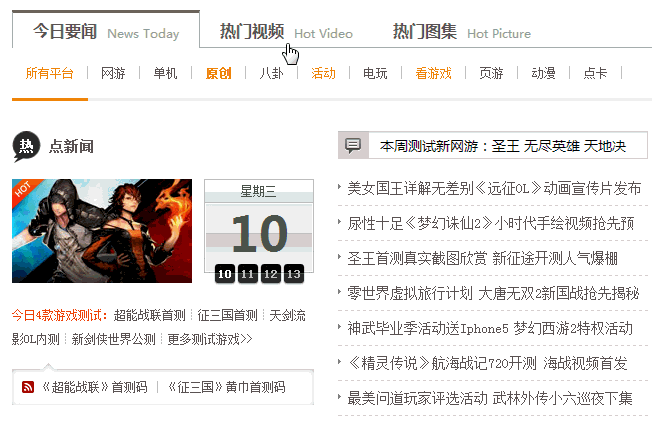 今日要闻 News Today 热门视频 Hot Video 热门图集 Hot Picture
所有平台 网游 单机 原创 八卦 活动 电玩 看游戏 页游 动漫 点卡
热 点新闻
HOT
星期三
10
10 11 12 13
今日4款游戏测试：超能战联首测 征三国首测 天剑流
影OL内测 新剑侠世界公测 更多测试游戏>>
《超能战联》首测码 《征三国》黄巾首测码
本周测试新网游：圣王 无尽英雄 天地决
美女国王详解无差别《远征OL》动画宣传片发布
尿性十足《梦幻诛仙2》小时代手绘视频抢先预
圣王首测真实截图欣赏 新征途开测人气爆棚
零世界虚拟旅行计划 大唐无双2新国战抢先揭秘
神武毕业季活动送Iphone5 梦幻西游2特权活动
《精灵传说》航海战记720开测 海战视频首发
最美问道玩家评选活动 武林外传小六巡夜下集